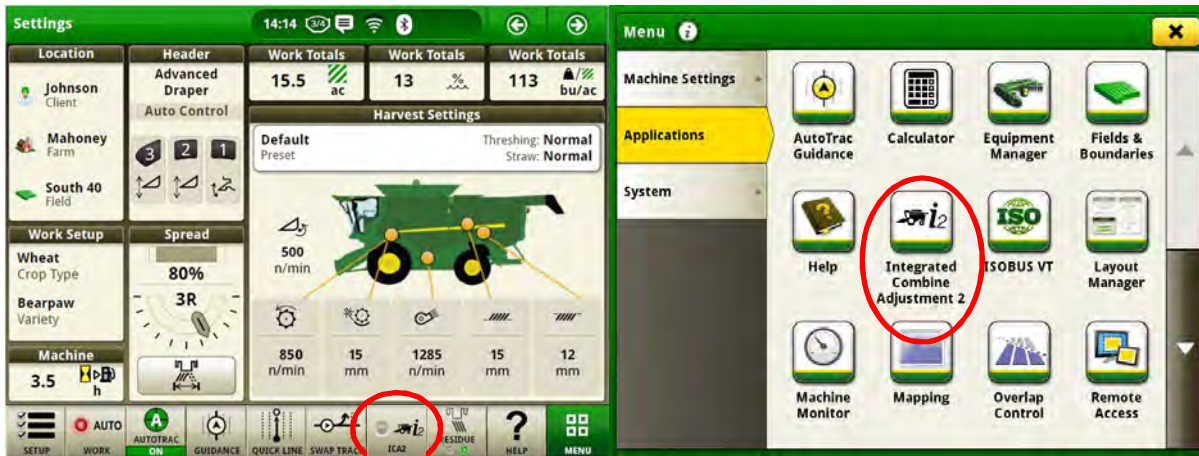 Settings
14:14 3/4
Location
Johnson
Client
Mahoney
Farm
South 40
Field
Work Setup
Wheat
Crop Type
Bearpaw
Variety
Machine
3.5
h
Header
Advanced
Draper
Auto Control
3 2 1
Spread
80%
3R
Work Totals
15.5 ac
Work Totals
13 %
Work Totals
113 bu/ac
Harvest Settings
Default
Preset
Threshing: Normal
Straw: Normal
500
n/min
850
n/min
15
mm
1285
n/min
15
mm
12
mm
SETUP
AUTO
WORK
A
AUTOTRAC
ON
GUIDANCE
QUICK LINE
SWAP TRACK
i2
ICA2
RESIDUE
?
HELP
MENU
Menu i
Machine Settings
Applications
System
AutoTrac
Guidance
Calculator
Equipment
Manager
Fields &
Boundaries
?
Help
i2
Integrated
Combine
Adjustment 2
ISO
ISOBUS VT
Layout
Manager
Machine
Monitor
Mapping
Overlap
Control
Remote
Access